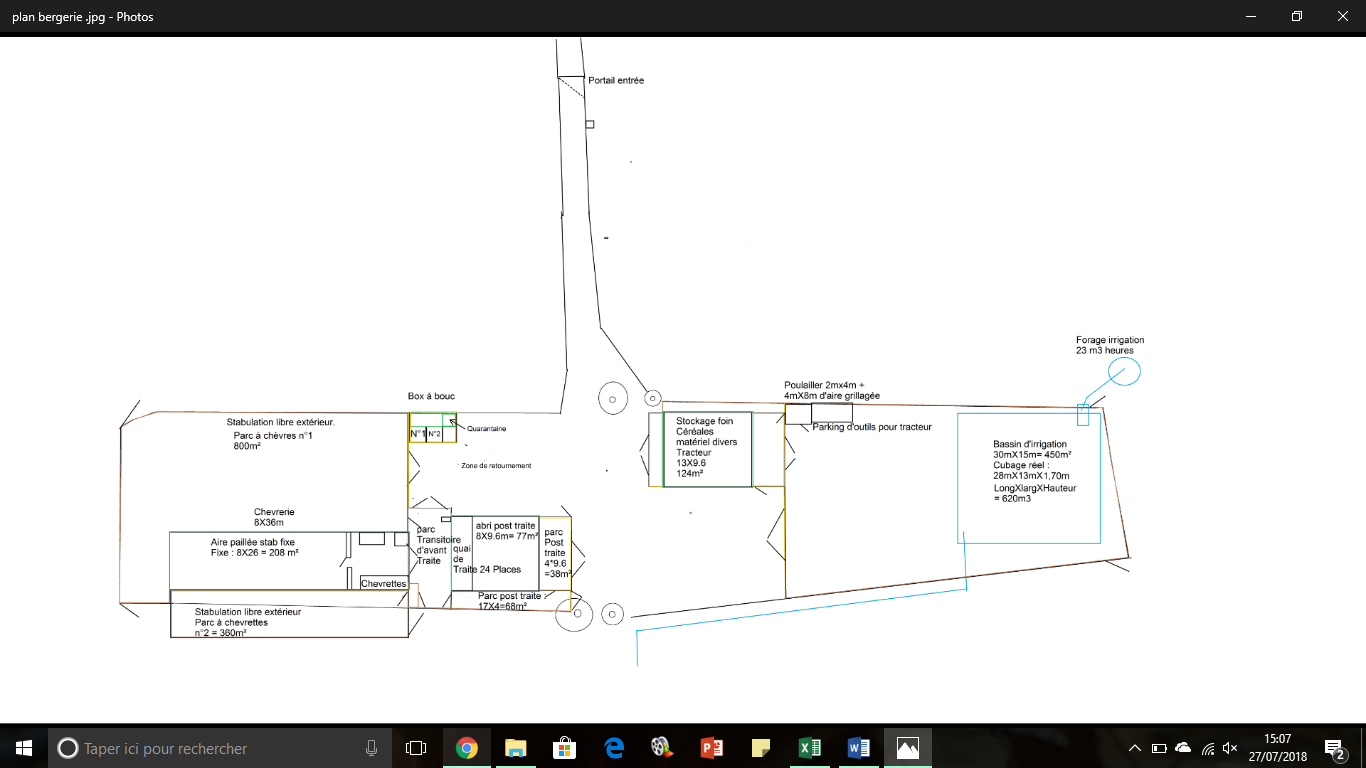 plan bergerie .jpg - Photos
Portail entrée
Forage irrigation
23 m3 heures
Box à bouc
Poulailler 2mx4m +
4mX8m d'aire grillagée
Parking d'outils pour tracteur
Stabulation libre extérieur.
Parc à chèvres n°1
800m²
N°1
N°2
Quarantaine
Zone de retournement
Stockage foin
Céréales
matériel divers
Tracteur
13X9.6
124m²
Bassin d'irrigation
30mX15m= 450m²
Cubage réel :
28mX13mX1,70m
LongXlargXHauteur
= 620m3
Chevrerie
8X36m
Aire paillée stab fixe
Fixe : 8X26 = 208 m²
Chevrettes
parc
Transitoire
d'avant
Traite
quai
de
Traite 24 Places
abri post traite
8X9.6m= 77m²
parc
Post
traite
4*9.6
=38m²
Parc post traite :
17X4=68m²
Stabulation libre extérieur
Parc à chevrettes
n°2 = 360m²
Taper ici pour rechercher
15:07
27/07/2018
2